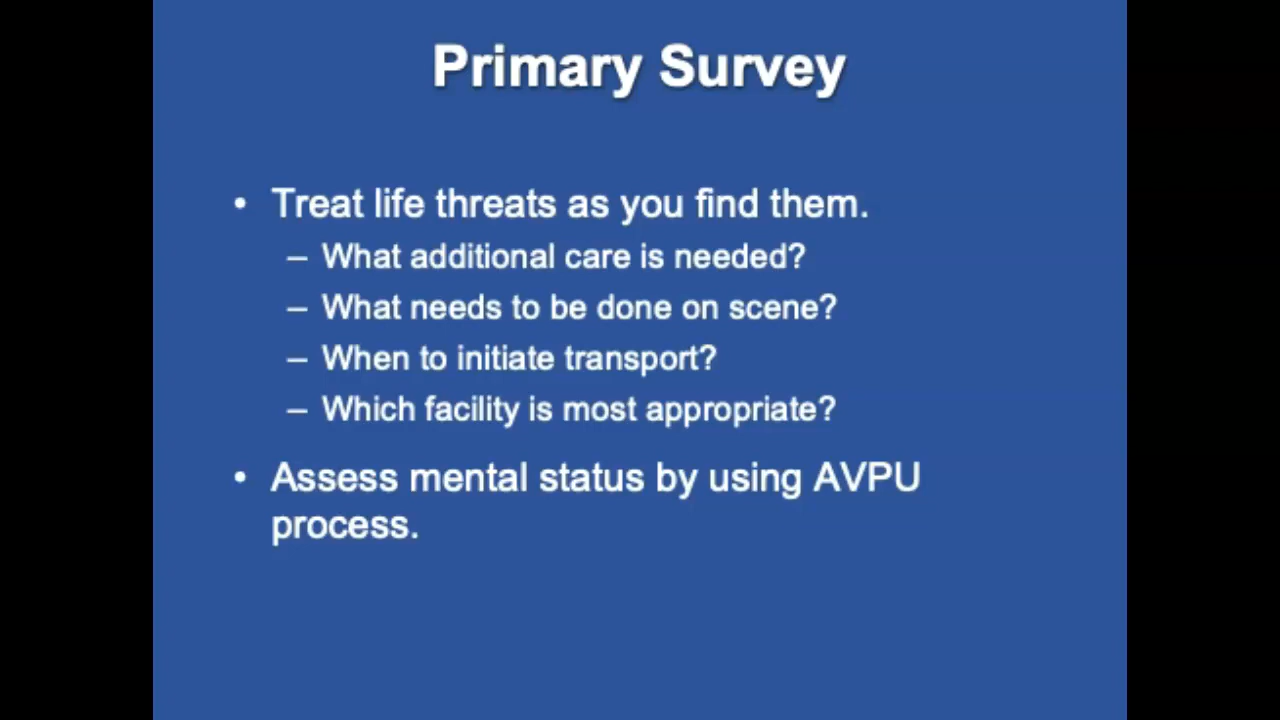 Primary Survey
• Treat life threats as you find them.
– What additional care is needed?
– What needs to be done on scene?
– When to initiate transport?
– Which facility is most appropriate?
• Assess mental status by using AVPU
process.